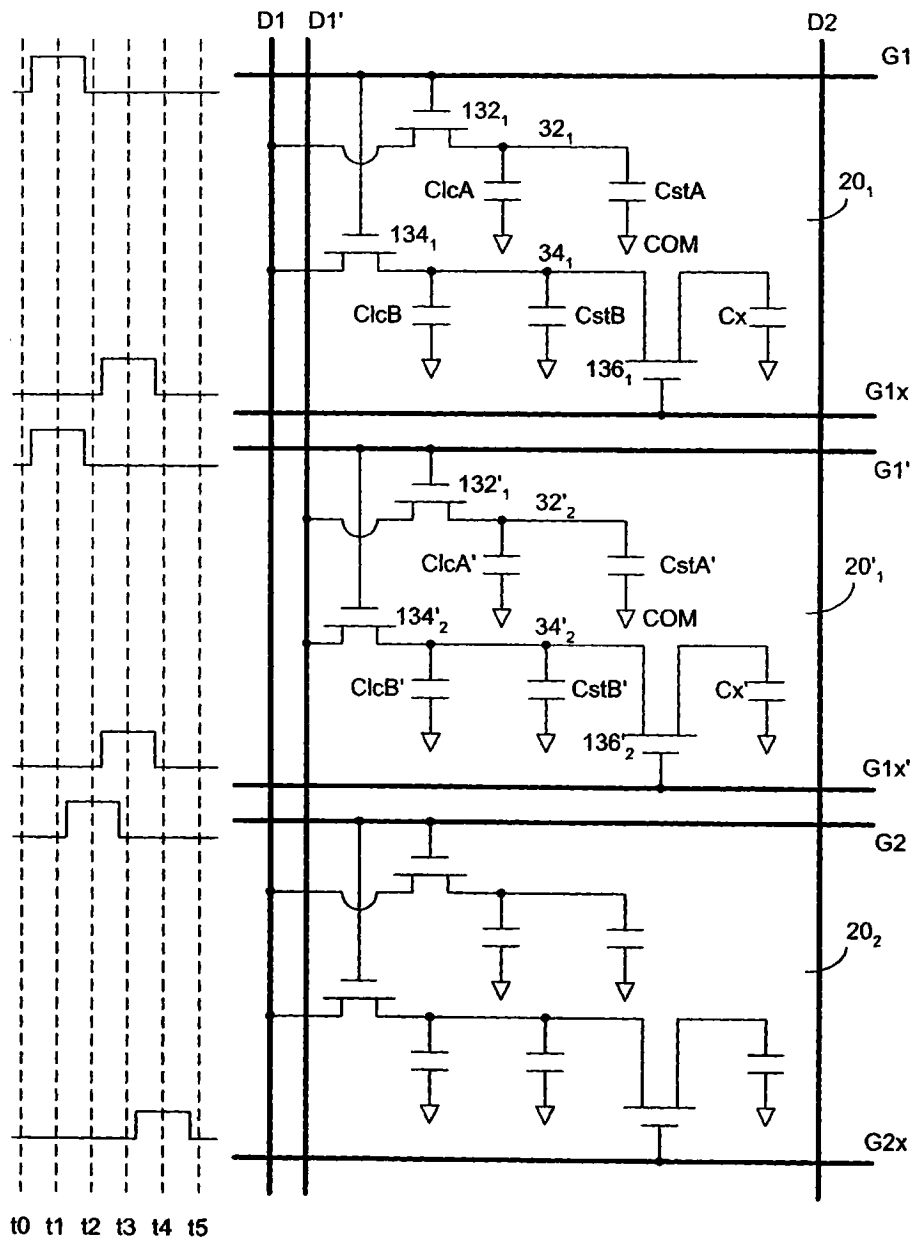 D1 D1' D2
G1
132₁ 32₁
ClcA CstA 20₁
134₁ COM
34₁
ClcB CstB Cx
136₁
G1x
G1'
132'₁ 32'₂
ClcA' CstA' 20'₁
134'₂ COM
34'₂
ClcB' CstB' Cx'
136'₂
G1x'
G2
20₂
G2x
t0 t1 t2 t3 t4 t5